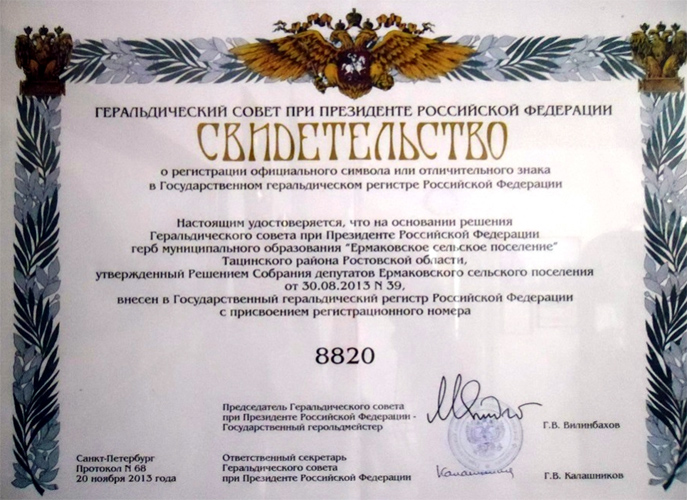 ГЕРАЛЬДИЧЕСКИЙ СОВЕТ ПРИ ПРЕЗИДЕНТЕ РОССИЙСКОЙ ФЕДЕРАЦИИ
СВИДЕТЕЛЬСТВО
о регистрации официального символа или отличительного знака
в Государственном геральдическом регистре Российской Федерации
Настоящим удостоверяется, что на основании решения
Геральдического совета при Президенте Российской Федерации
герб муниципального образования "Ермаковское сельское поселение"
Тацинского района Ростовской области,
утвержденный Решением Собрания депутатов Ермаковского сельского поселения
от 30.08.2013 N 39,
внесен в Государственный геральдический регистр Российской Федерации
с присвоением регистрационного номера
8820
Председатель Геральдического совета
при Президенте Российской Федерации -
Государственный герольдмейстер
Г.В. Вилинбахов
Санкт-Петербург
Протокол N 68
20 ноября 2013 года
Ответственный секретарь
Геральдического совета
при Президенте Российской Федерации
Г.В. Калашников